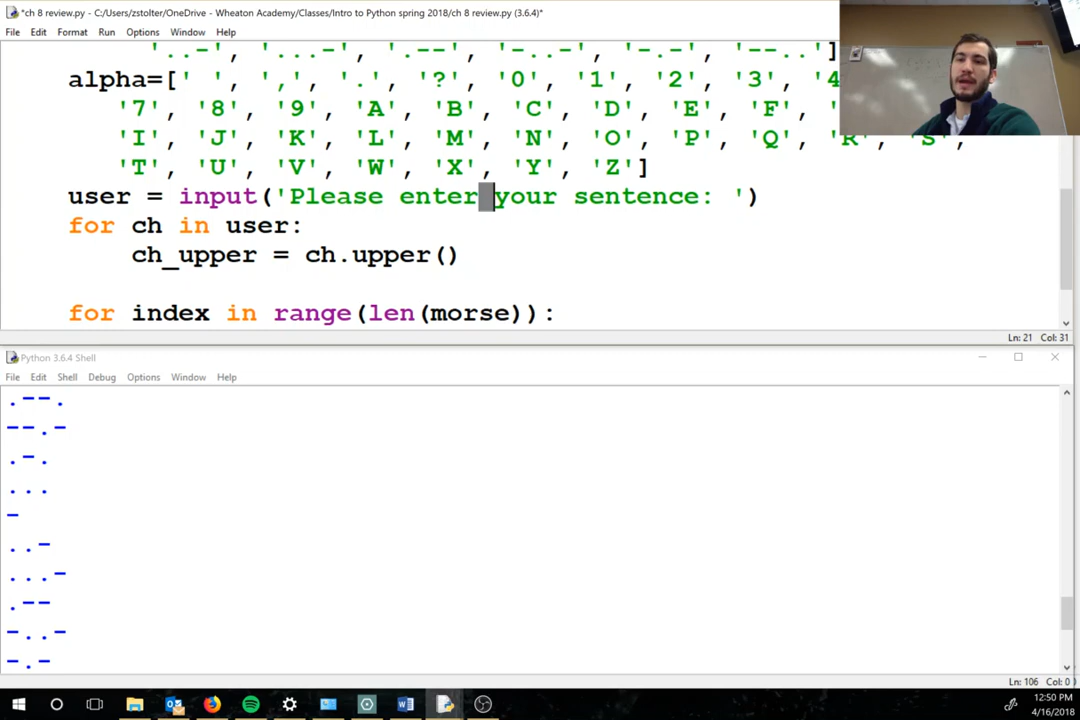 *ch 8 review.py - C:/Users/zstolter/OneDrive - Wheaton Academy/Classes/Intro to Python spring 2018/ch 8 review.py (3.6.4)*
File Edit Format Run Options Window Help
'..-', '...-', '.--', '-..-', '-.-', '--..']
alpha=[' ', ',', '.', '?', '0', '1', '2', '3', '4
'7', '8', '9', 'A', 'B', 'C', 'D', 'E', 'F',
'I', 'J', 'K', 'L', 'M', 'N', 'O', 'P', 'Q', 'R', 'S',
'T', 'U', 'V', 'W', 'X', 'Y', 'Z']
user = input('Please enter your sentence: ')
for ch in user:
ch_upper = ch.upper()
for index in range(len(morse)):
Ln: 21 Col: 31
Python 3.6.4 Shell
File Edit Shell Debug Options Window Help
.--.
--.-
.-.
...
-
..-
...-
.--
-..-
-.-
Ln: 106 Col: 0
12:50 PM
4/16/2018